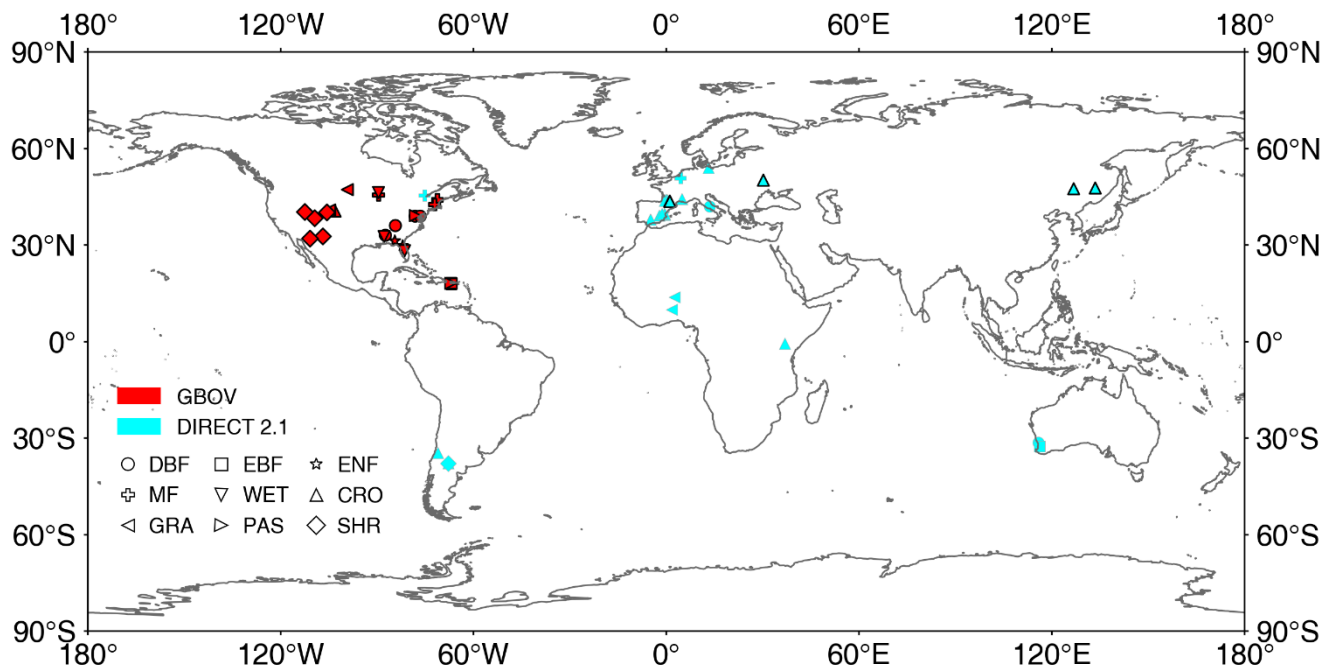 180° 120°W 60°W 0° 60°E 120°E 180°
90°N 90°N
60°N 60°N
30°N 30°N
0° 0°
GBOV
DIRECT 2.1
30°S 30°S
DBF EBF ENF
MF WET CRO
GRA PAS SHR
60°S 60°S
90°S 90°S
180° 120°W 60°W 0° 60°E 120°E 180°